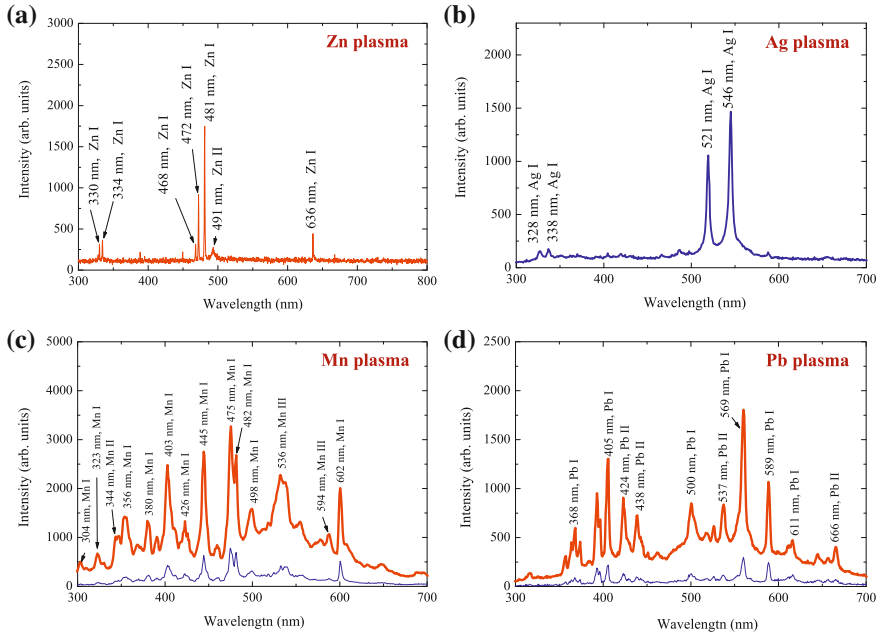 (a)
Zn plasma
Intensity (arb. units)
3000
2500
2000
1500
1000
500
0
330 nm, Zn I
334 nm, Zn I
468 nm, Zn I
472 nm, Zn I
481 nm, Zn I
491 nm, Zn II
636 nm, Zn I
300
400
500
600
700
800
Wavelength (nm)
(b)
Ag plasma
Intensity (arb. units)
2000
1500
1000
500
0
328 nm, Ag I
338 nm, Ag I
521 nm, Ag I
546 nm, Ag I
300
400
500
600
700
Wavelength (nm)
(c)
Mn plasma
Intensity (arb. units)
5000
4000
3000
2000
1000
0
304 nm, Mn I
323 nm, Mn I
344 nm, Mn II
356 nm, Mn I
380 nm, Mn I
403 nm, Mn I
426 nm, Mn I
445 nm, Mn I
475 nm, Mn I
482 nm, Mn I
498 nm, Mn I
536 nm, Mn III
594 nm, Mn III
602 nm, Mn I
300
400
500
600
700
Wavelengtn (nm)
(d)
Pb plasma
Intensity (arb. units)
2500
2000
1500
1000
500
0
368 nm, Pb I
405 nm, Pb I
424 nm, Pb II
438 nm, Pb II
500 nm, Pb I
537 nm, Pb II
569 nm, Pb I
589 nm, Pb I
611 nm, Pb I
666 nm, Pb II
300
400
500
600
700
Wavelengtn (nm)